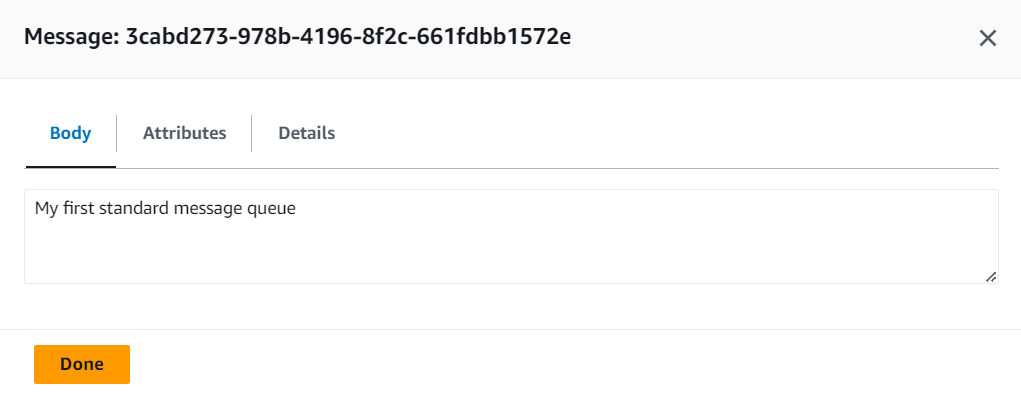 Message: 3cabd273-978b-4196-8f2c-661fdbb1572e
Body Attributes Details
My first standard message queue
Done